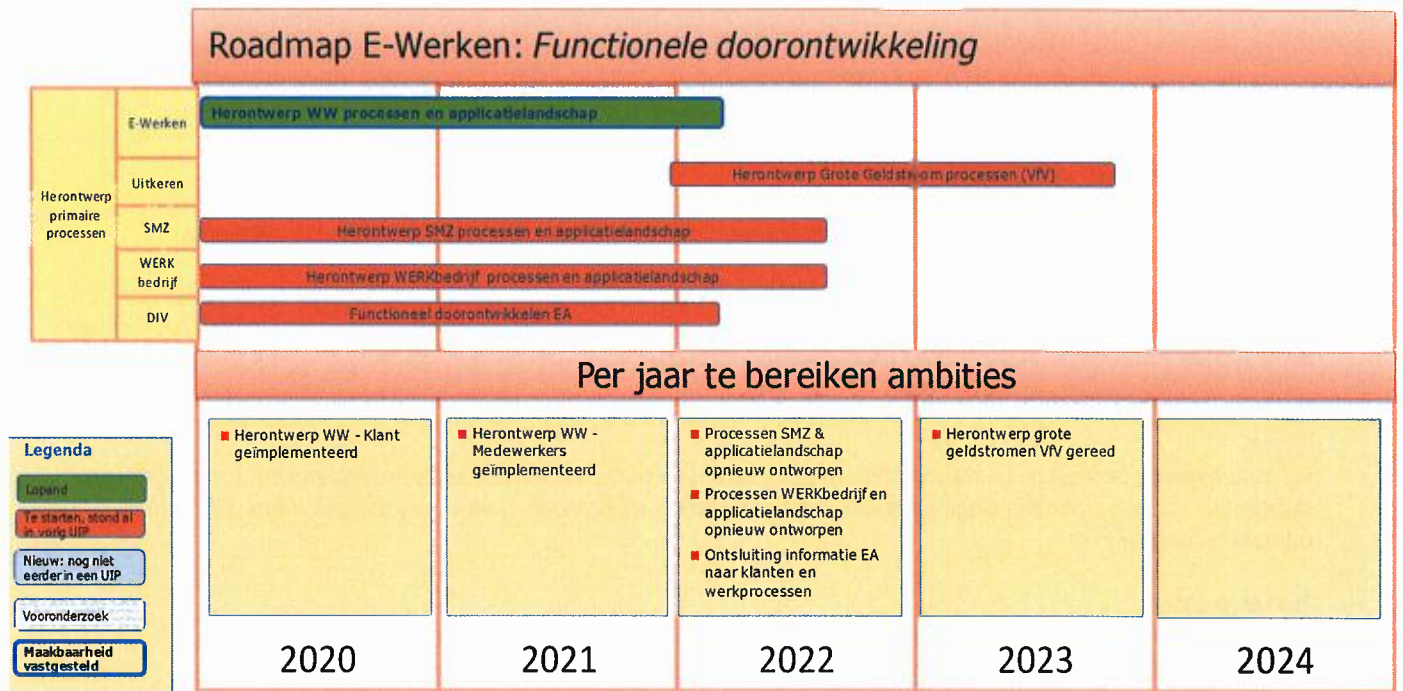 Roadmap E-Werken: Functionele doorontwikkeling
Herontwerp
primaire
processen
E-Werken
Herontwerp WW processen en applicatielandschap
Uitkeren
Herontwerp Grote Geldstroom processen (VfV)
SMZ
Herontwerp SMZ processen en applicatielandschap
WERK
bedrijf
Herontwerp WERKbedrijf processen en applicatielandschap
DIV
Functioneel doorontwikkelen EA
Per jaar te bereiken ambities
Herontwerp WW - Klant
geïmplementeerd
Herontwerp WW -
Medewerkers
geïmplementeerd
Processen SMZ &
applicatielandschap
opnieuw ontworpen
Processen WERKbedrijf en
applicatielandschap
opnieuw ontworpen
Ontsluiting informatie EA
naar klanten en
werkprocessen
Herontwerp grote
geldstromen VfV gereed
2020
2021
2022
2023
2024
Legenda
Lopend
Te starten, stond al
in vorig UIP
Nieuw: nog niet
eerder in een UIP
Vooronderzoek
Maakbaarheid
vastgesteld